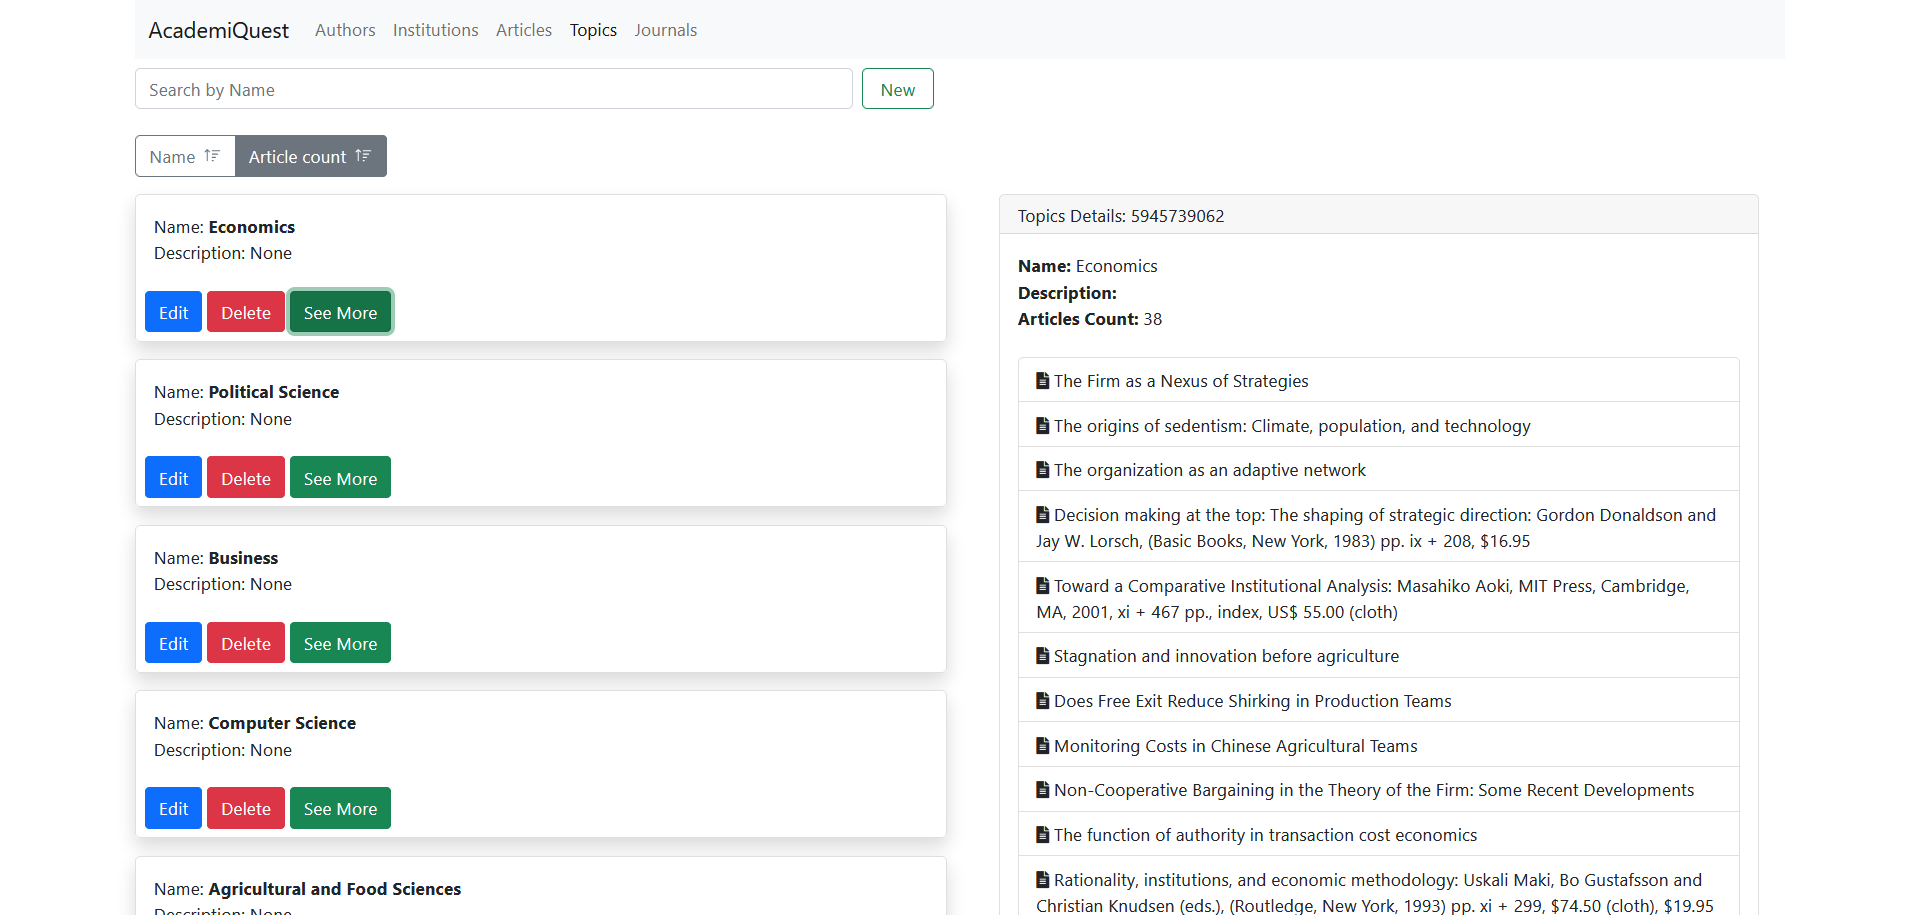 AcademiQuest Authors Institutions Articles Topics Journals
Search by Name New
Name Article count
Name: Economics
Description: None
Edit Delete See More
Name: Political Science
Description: None
Edit Delete See More
Name: Business
Description: None
Edit Delete See More
Name: Computer Science
Description: None
Edit Delete See More
Name: Agricultural and Food Sciences
Description: None
Topics Details: 5945739062
Name: Economics
Description:
Articles Count: 38
The Firm as a Nexus of Strategies
The origins of sedentism: Climate, population, and technology
The organization as an adaptive network
Decision making at the top: The shaping of strategic direction: Gordon Donaldson and
Jay W. Lorsch, (Basic Books, New York, 1983) pp. ix + 208, $16.95
Toward a Comparative Institutional Analysis: Masahiko Aoki, MIT Press, Cambridge,
MA, 2001, xi + 467 pp., index, US$ 55.00 (cloth)
Stagnation and innovation before agriculture
Does Free Exit Reduce Shirking in Production Teams
Monitoring Costs in Chinese Agricultural Teams
Non-Cooperative Bargaining in the Theory of the Firm: Some Recent Developments
The function of authority in transaction cost economics
Rationality, institutions, and economic methodology: Uskali Maki, Bo Gustafsson and
Christian Knudsen (eds.), (Routledge, New York, 1993) pp. xi + 299, $74.50 (cloth), $19.95